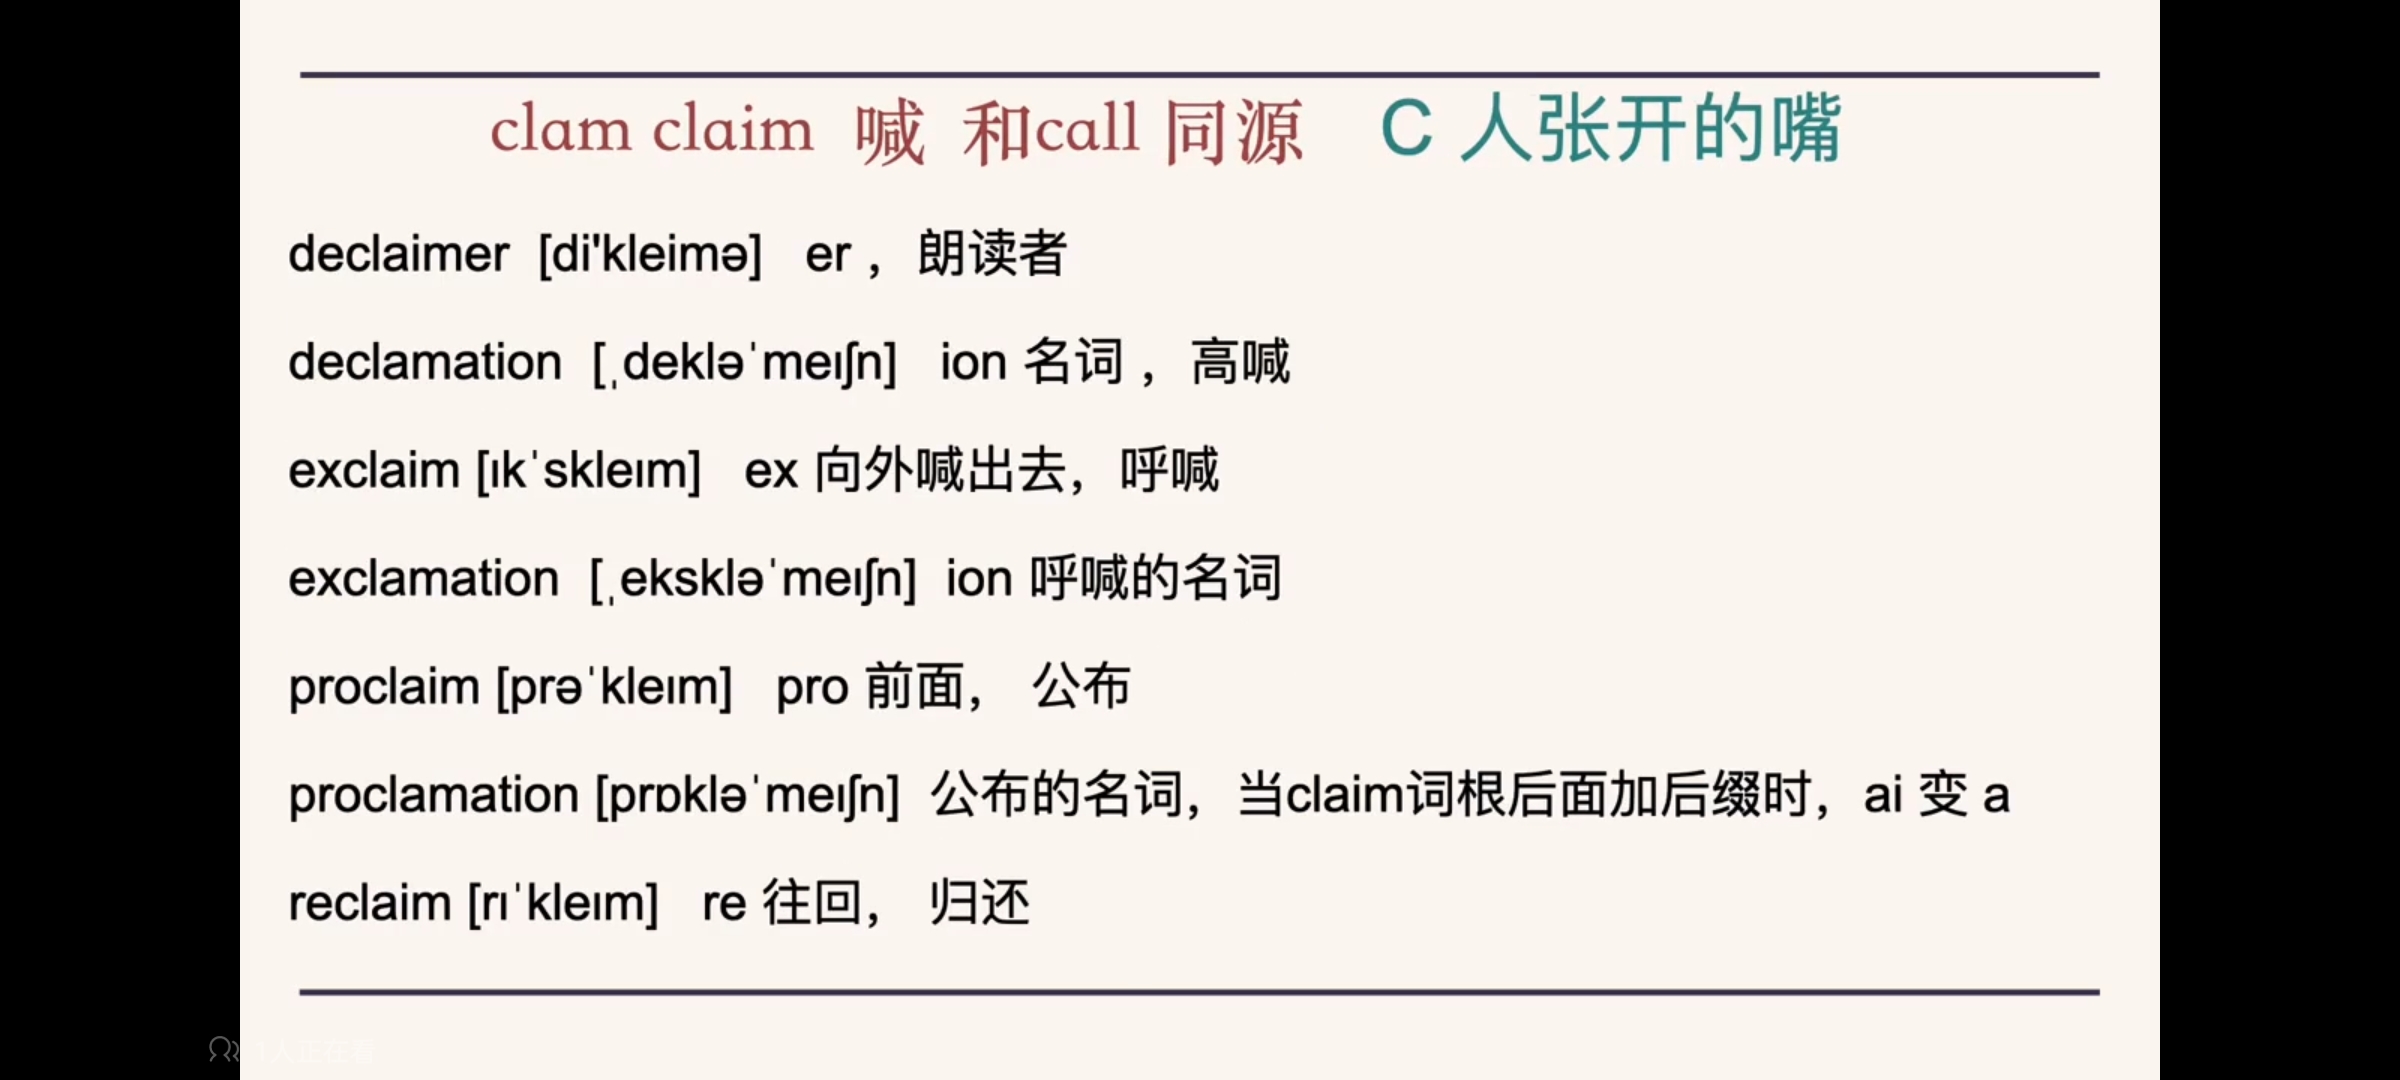 clam claim 喊 和call 同源 C 人张开的嘴
declaimer [di'kleimə] er ，朗读者
declamation [ˌdekləˈmeɪʃn] ion 名词 ，高喊
exclaim [ɪkˈskleɪm] ex 向外喊出去，呼喊
exclamation [ˌekskləˈmeɪʃn] ion 呼喊的名词
proclaim [prəˈkleɪm] pro 前面， 公布
proclamation [prɒkləˈmeɪʃn] 公布的名词，当claim词根后面加后缀时，ai 变 a
reclaim [rɪˈkleɪm] re 往回， 归还
1人正在看